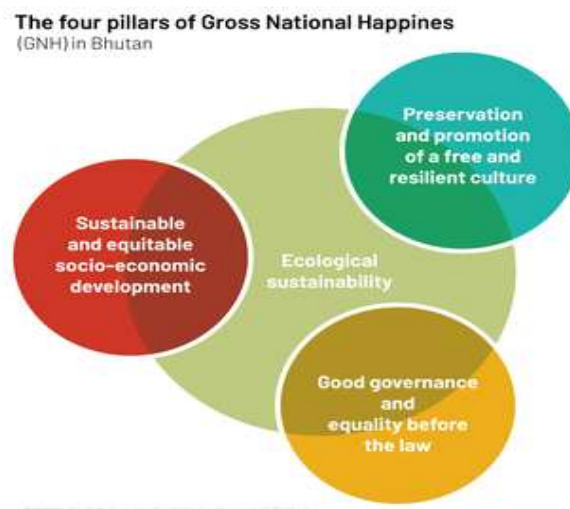 The four pillars of Gross National Happines
(GNH) in Bhutan
Preservation
and promotion
of a free and
resilient culture
Sustainable
and equitable
socio-economic
development
Ecological
sustainability
Good governance
and
equality before
the law